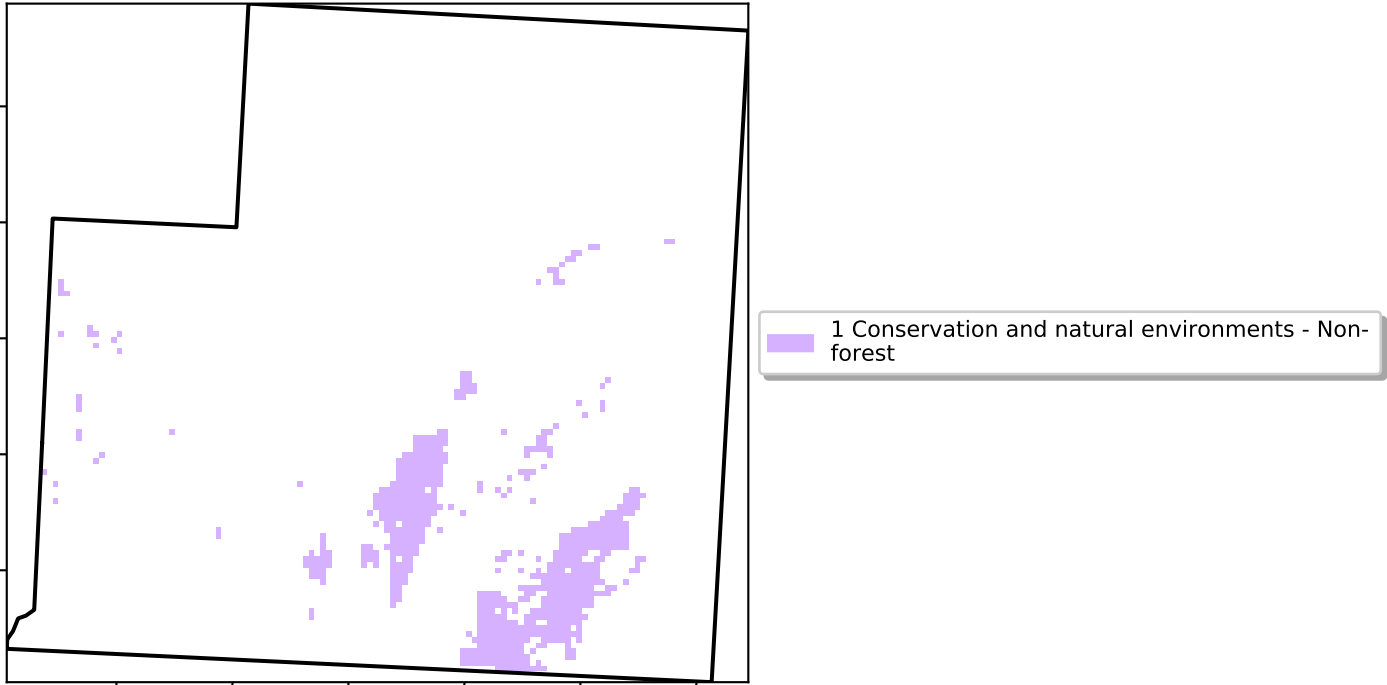 1 Conservation and natural environments - Non-
forest